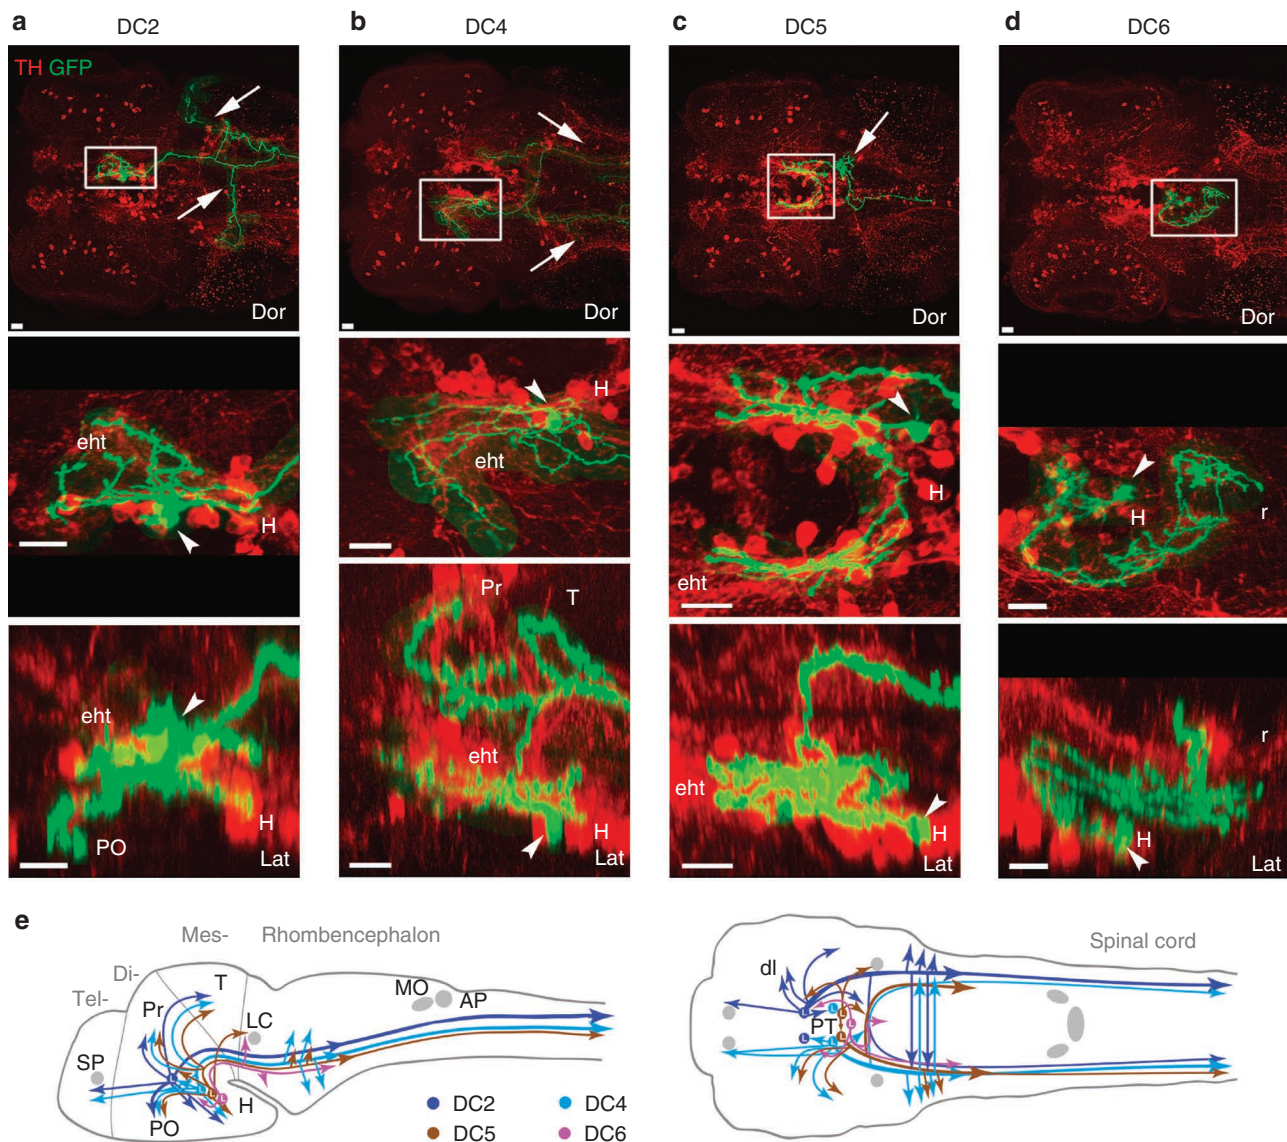 a
DC2
b
DC4
c
DC5
d
DC6
TH GFP
Dor
Dor
Dor
Dor
eht
H
H
eht
H
eht
H
r
eht
PO
H
Lat
Pr
T
eht
H
Lat
eht
H
Lat
r
H
Lat
e
Tel-
Di-
Mes-
Rhombencephalon
T
Pr
LC
MO
AP
SP
PO
H
L
L
L
L
DC2
DC4
DC5
DC6
Spinal cord
dl
PT
L
L
L
L
L
L
L
L